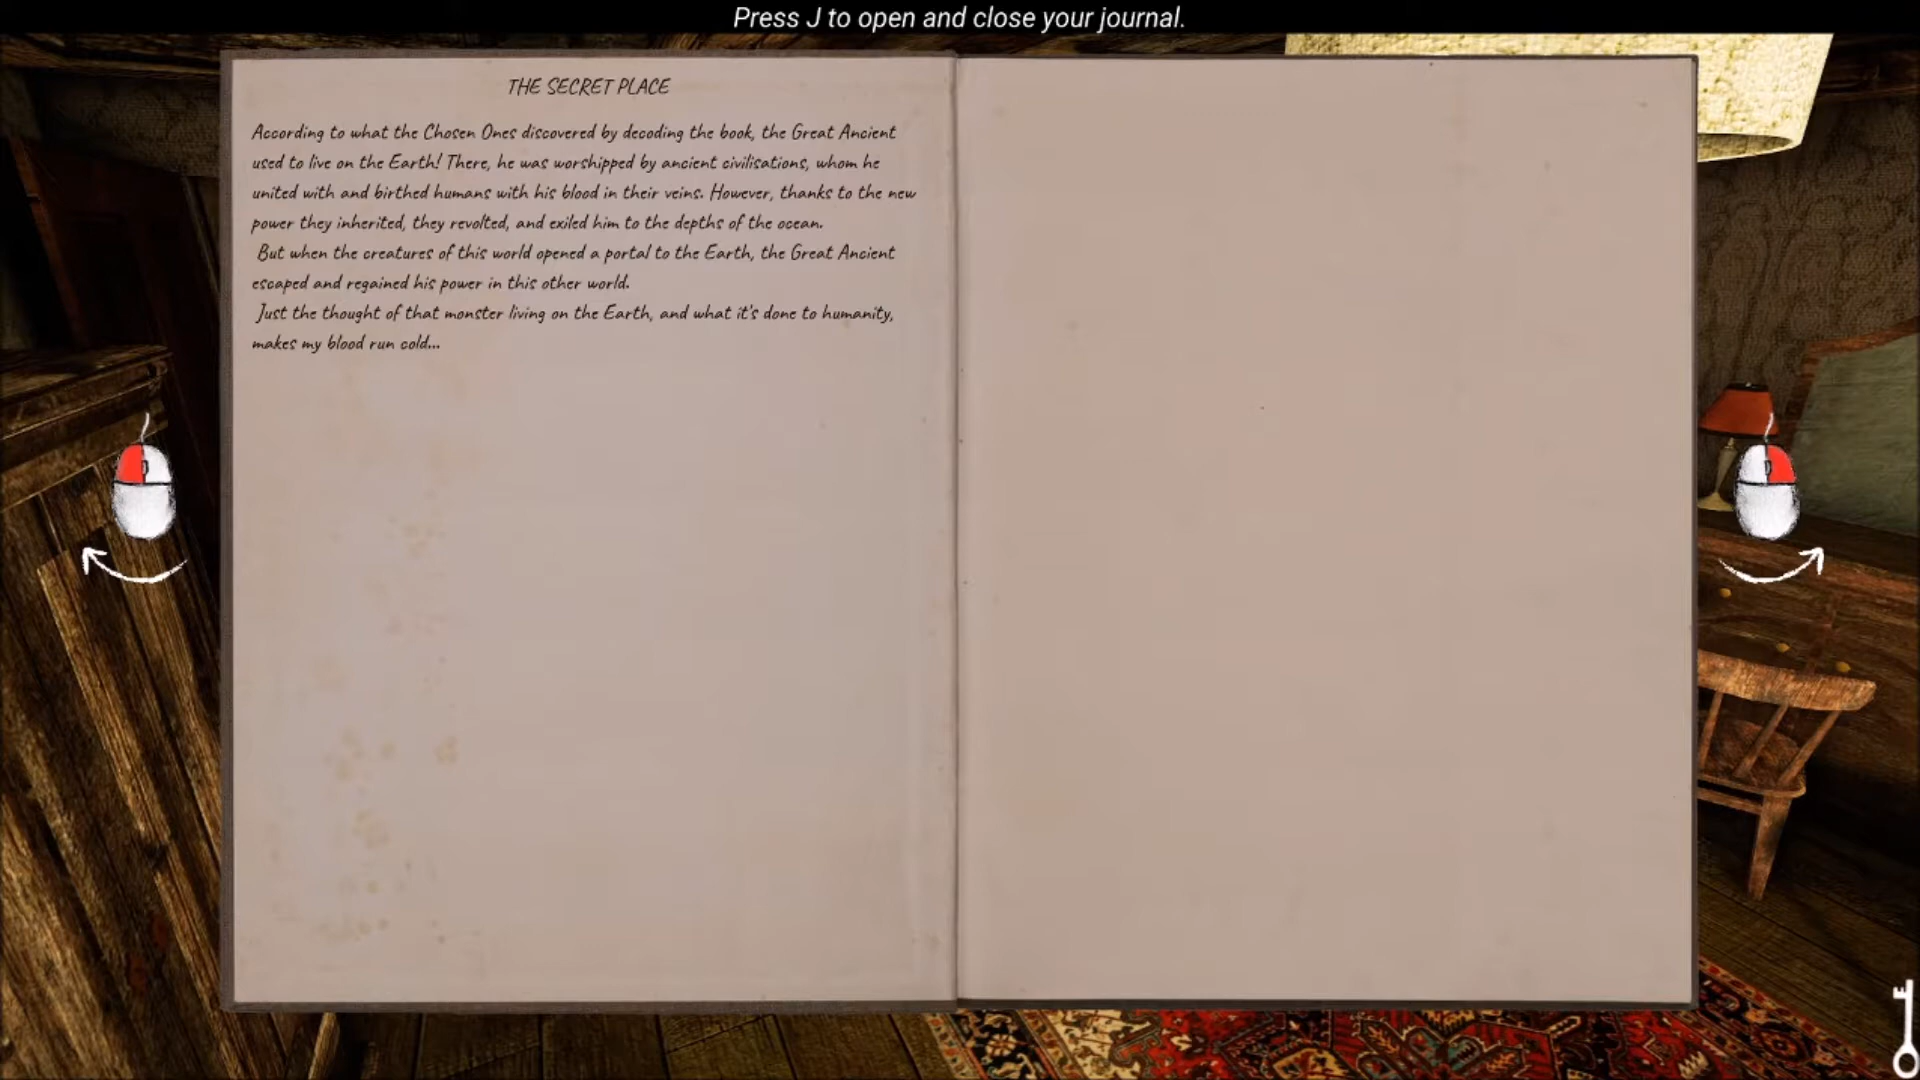 Press J to open and close your journal.
THE SECRET PLACE
According to what the Chosen Ones discovered by decoding the book, the Great Ancient
used to live on the Earth! There, he was worshipped by ancient civilisations, whom he
united with and birthed humans with his blood in their veins. However, thanks to the new
power they inherited, they revolted, and exiled him to the depths of the ocean.
But when the creatures of this world opened a portal to the Earth, the Great Ancient
escaped and regained his power in this other world.
Just the thought of that monster living on the Earth, and what it's done to humanity,
makes my blood run cold...